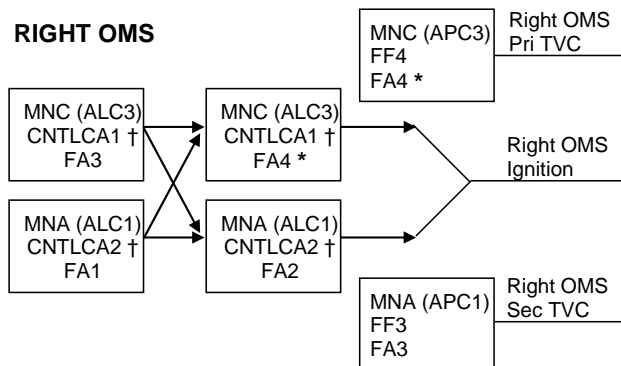 RIGHT OMS
MNC (APC3)
FF4
FA4 *
Right OMS
Pri TVC
MNC (ALC3)
CNTLCA1 †
FA3
MNC (ALC3)
CNTLCA1 †
FA4 *
Right OMS
Ignition
MNA (ALC1)
CNTLCA2 †
FA1
MNA (ALC1)
CNTLCA2 †
FA2
MNA (APC1)
FF3
FA3
Right OMS
Sec TVC